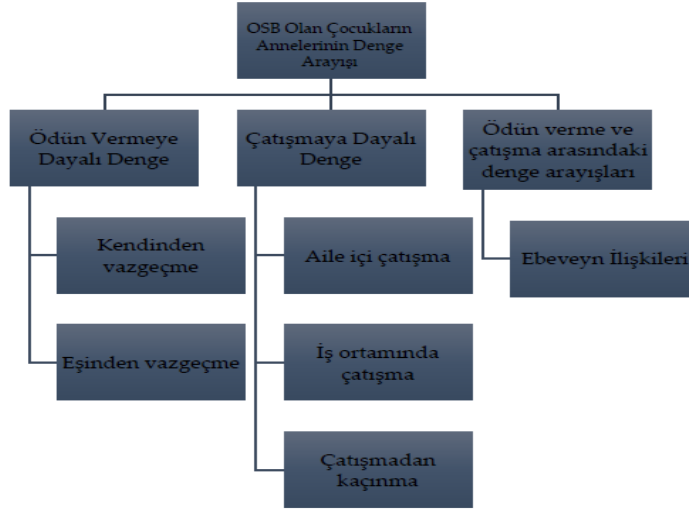 OSB Olan Çocukların
Annelerinin Denge
Arayışı
Ödün Vermeye
Dayalı Denge
Çatışmaya Dayalı
Denge
Ödün verme ve
çatışma arasındaki
denge arayışları
Kendinden
vazgeçme
Aile içi çatışma
Ebeveyn İlişkileri
Eşinden vazgeçme
İş ortamında
çatışma
Çatışmadan
kaçınma